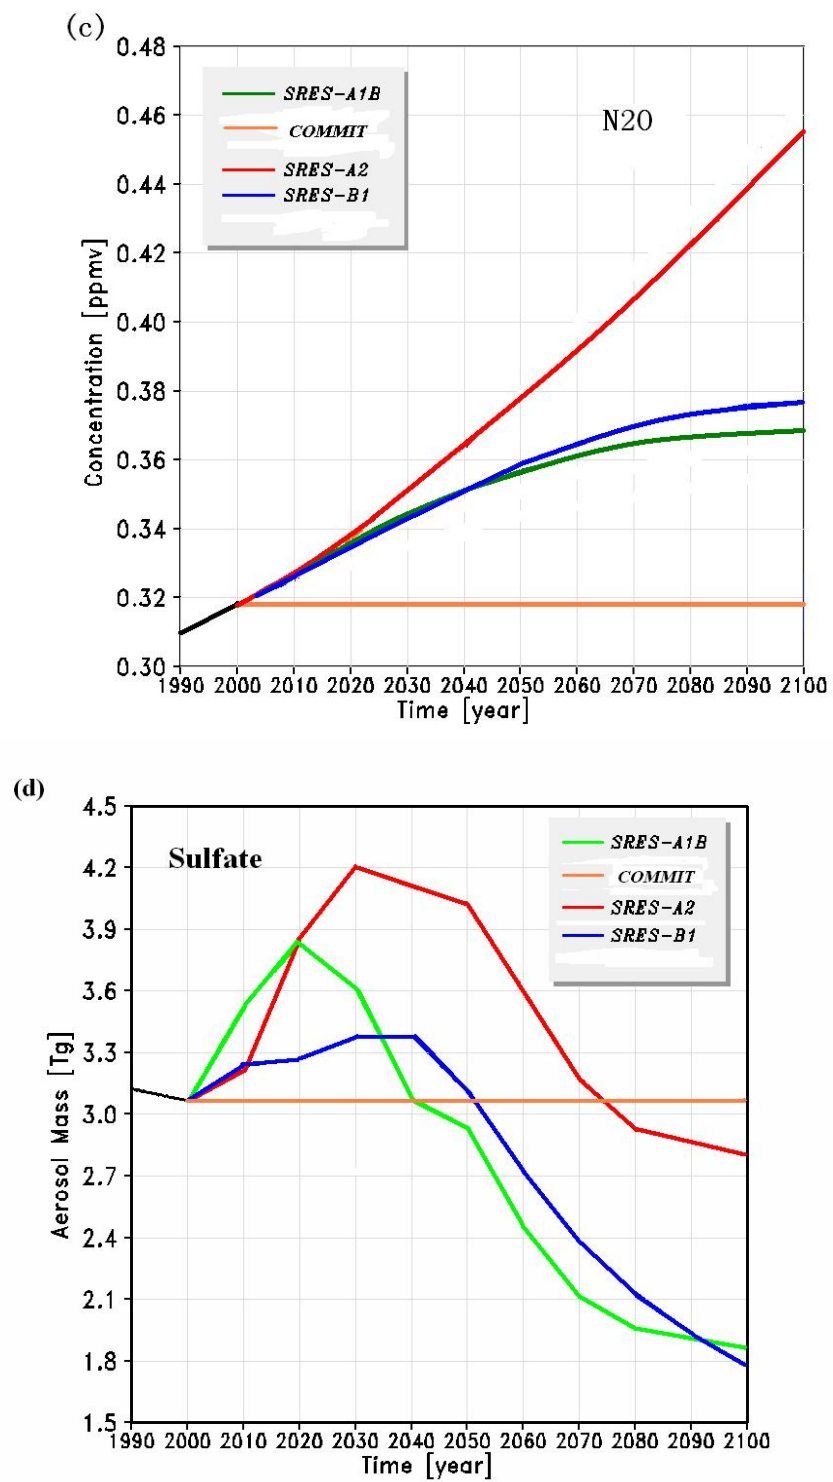 (c)
0.48
0.46
0.44
0.42
0.40
0.38
0.36
0.34
0.32
0.30
Concentration [ppmv]
SRES-A1B
COMMIT
SRES-A2
SRES-B1
N2O
1990 2000 2010 2020 2030 2040 2050 2060 2070 2080 2090 2100
Time [year]
(d)
4.5
4.2
3.9
3.6
3.3
3.0
2.7
2.4
2.1
1.8
1.5
Aerosol Mass [Tg]
Sulfate
SRES-A1B
COMMIT
SRES-A2
SRES-B1
1990 2000 2010 2020 2030 2040 2050 2060 2070 2080 2090 2100
Time [year]